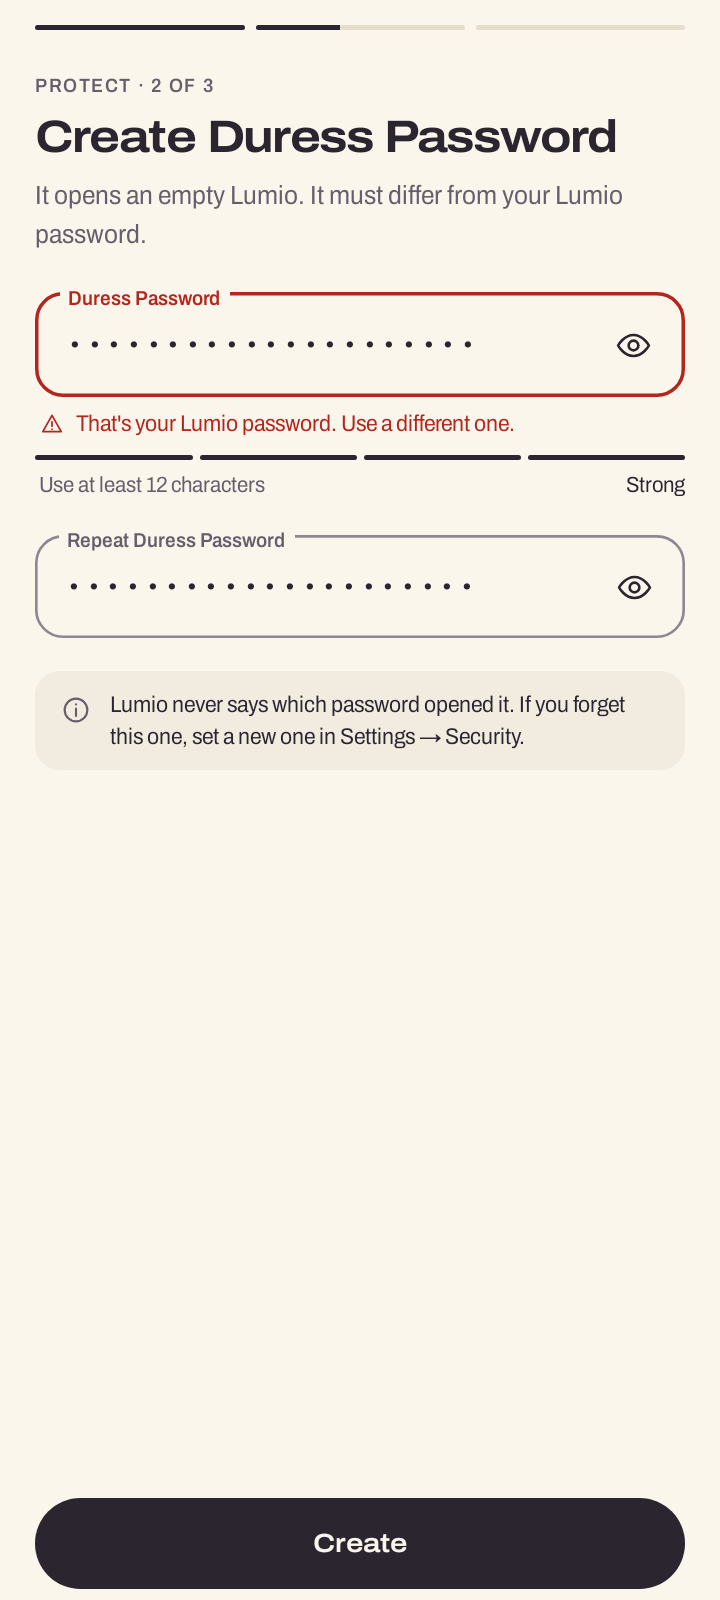 PROTECT · 2 OF 3
Create Duress Password
It opens an empty Lumio. It must differ from your Lumio
password.
Duress Password
•••••••••••••••••••••
That's your Lumio password. Use a different one.
Use at least 12 characters
Strong
Repeat Duress Password
•••••••••••••••••••••
Lumio never says which password opened it. If you forget
this one, set a new one in Settings → Security.
Create